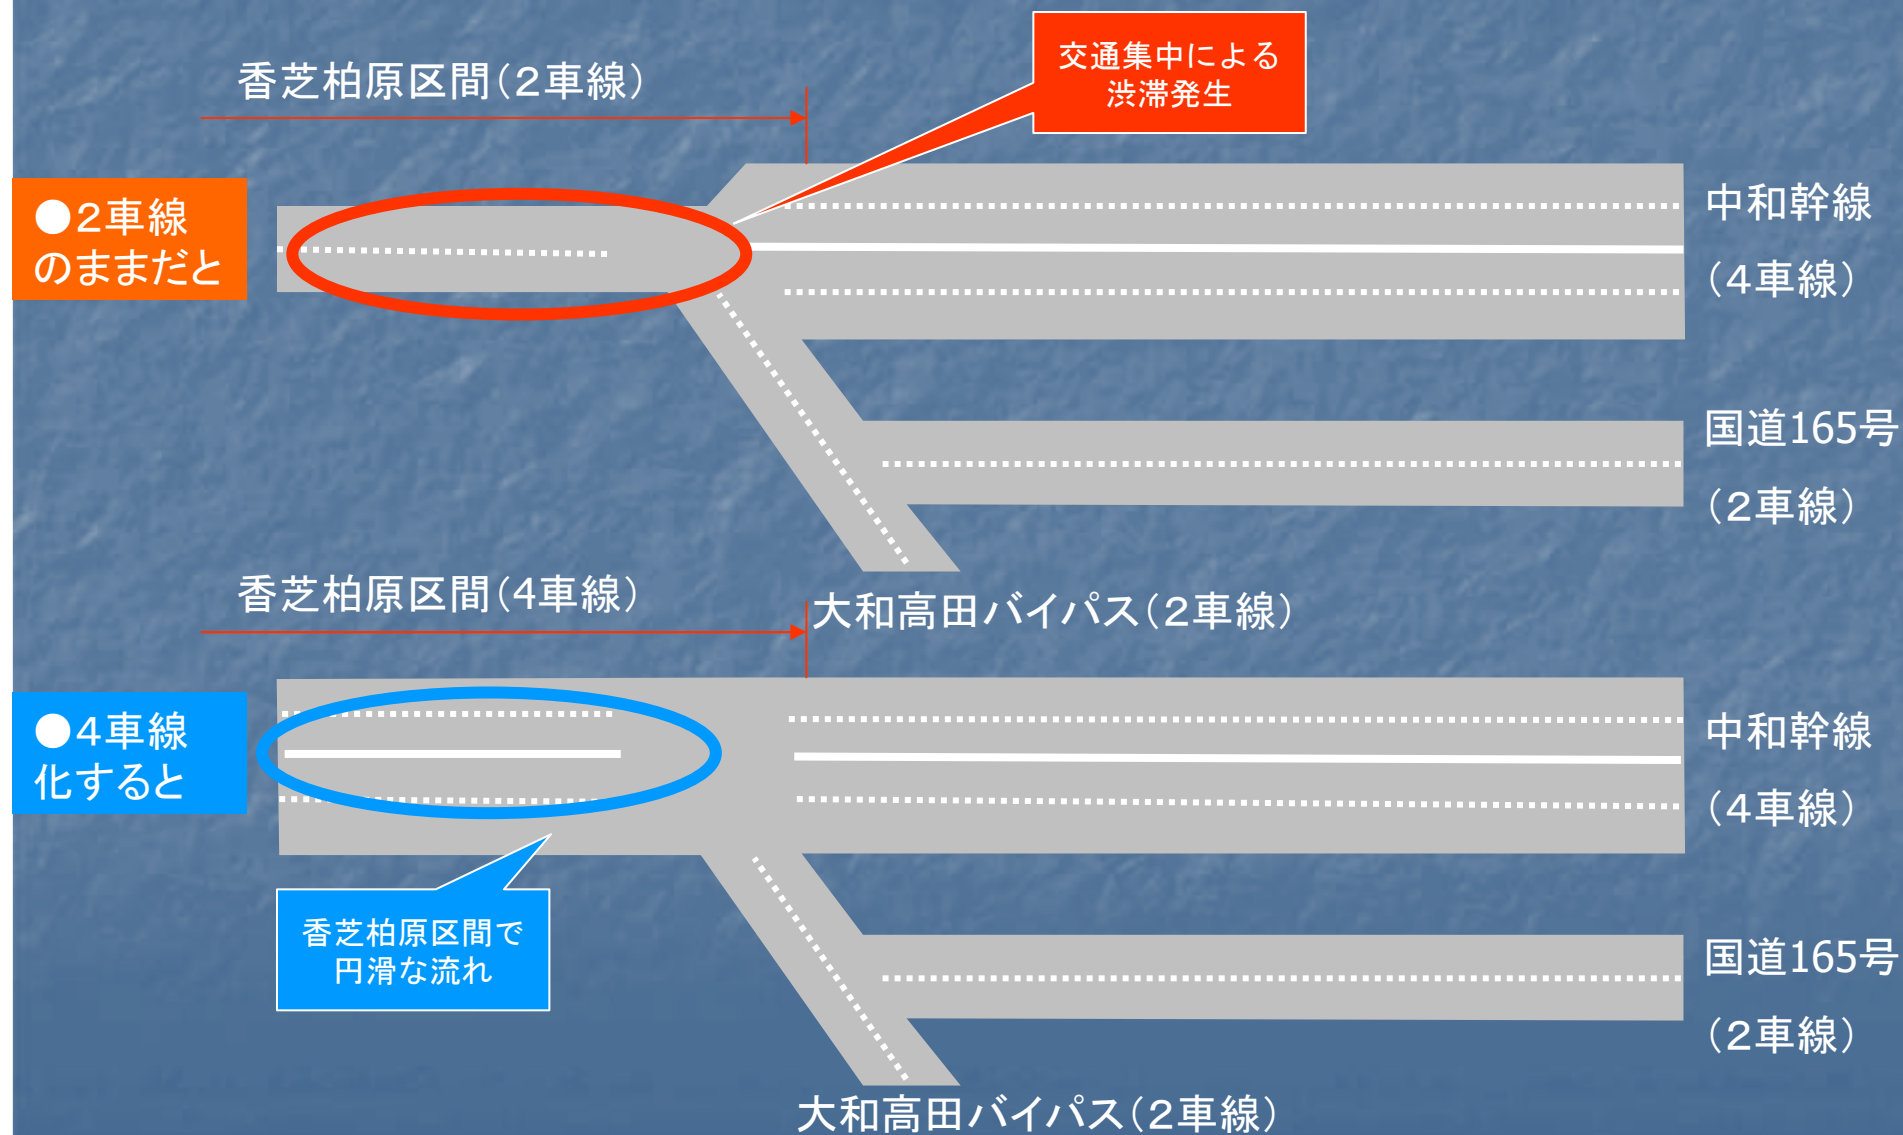 香芝柏原区間（２車線）
交通集中による
渋滞発生
●２車線
のままだと
中和幹線
（４車線）
国道165号
（２車線）
大和高田バイパス（２車線）
香芝柏原区間（４車線）
●４車線
化すると
中和幹線
（４車線）
香芝柏原区間で
円滑な流れ
国道165号
（２車線）
大和高田バイパス（２車線）